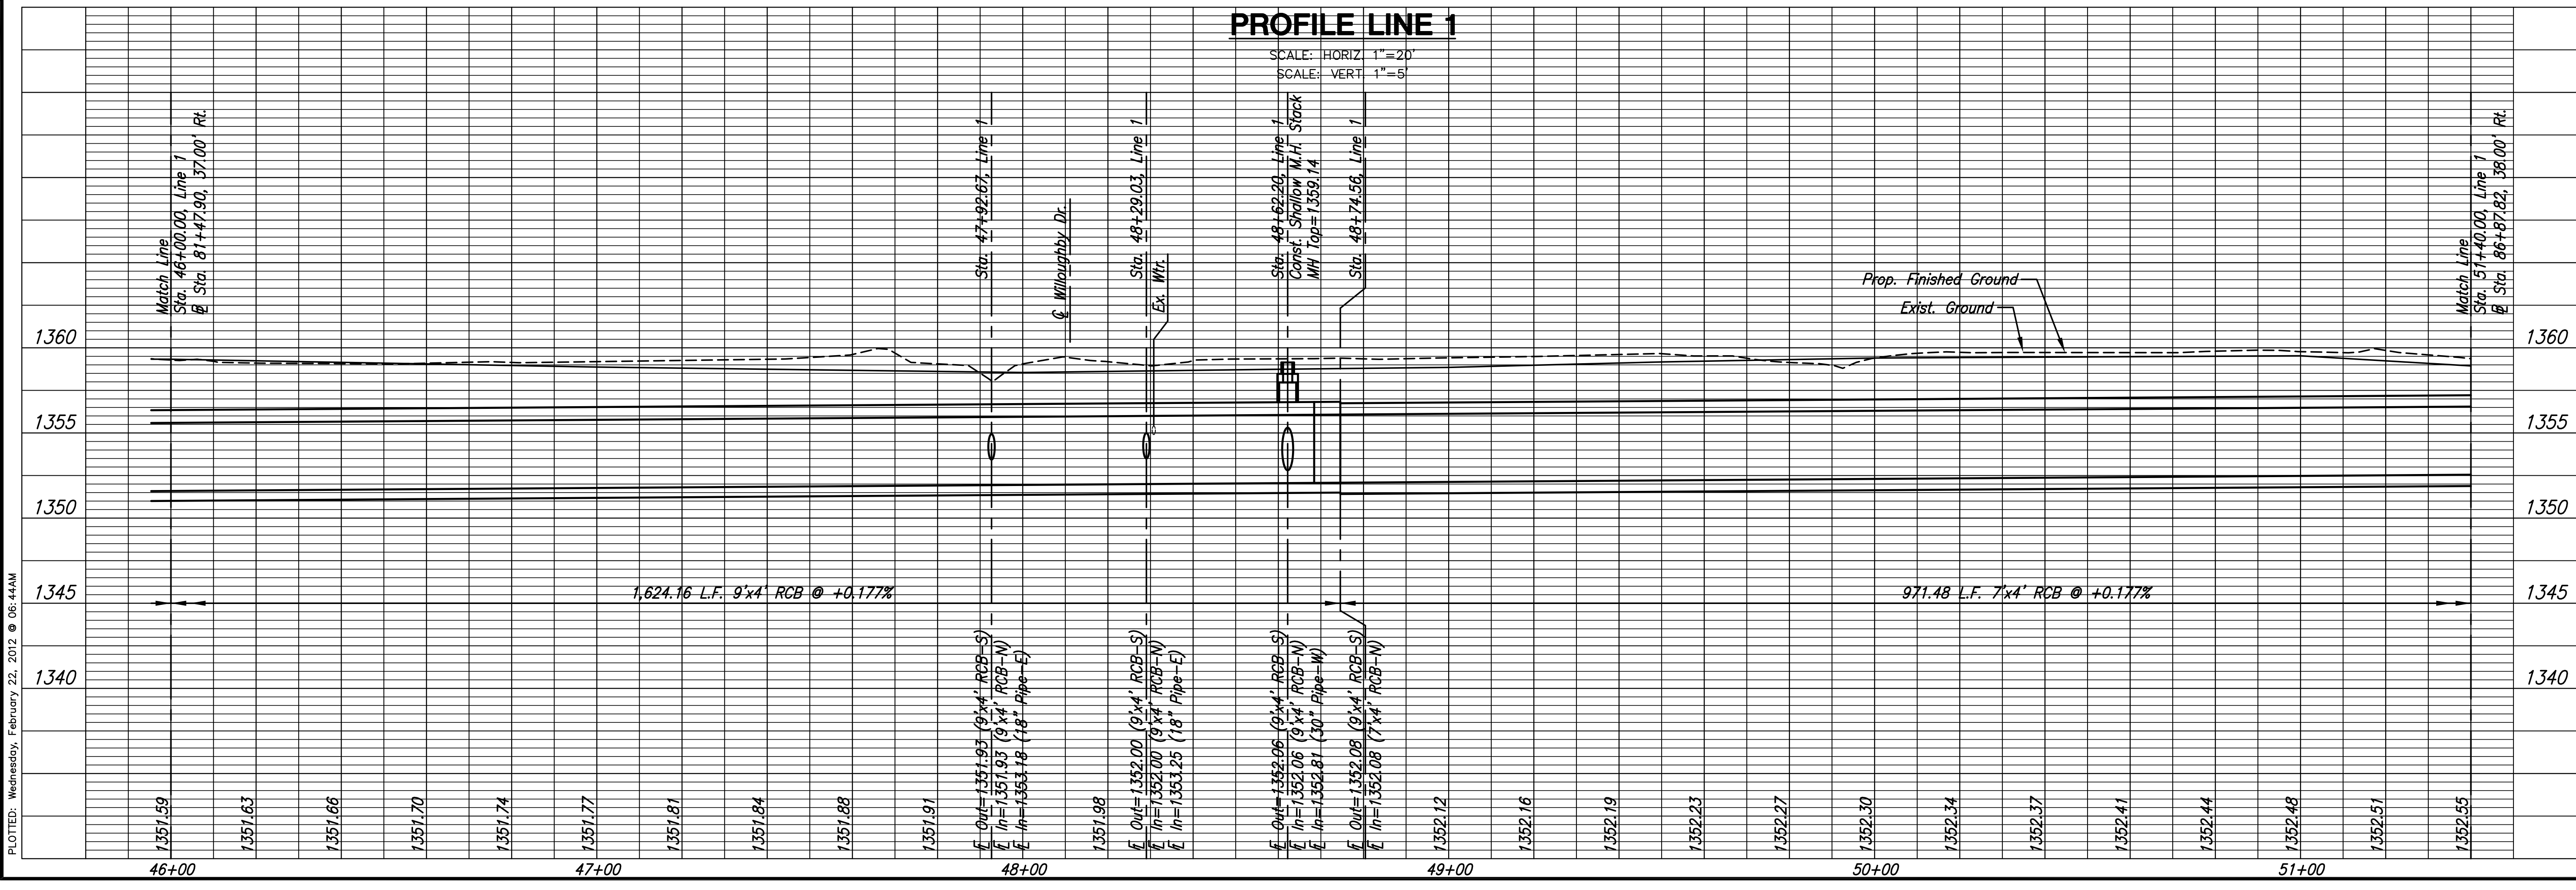 PROFILE LINE 1
SCALE: HORIZ. 1"=20'
SCALE: VERT. 1"=5'
Match Line
Sta. 46+00.00, Line 1
Sta. 81+47.90, 37.00' Rt.
Sta. 47+92.67, Line 1
℄ Willoughby Dr.
Sta. 48+29.03, Line 1
Ex. Wtr.
Sta. 48+62.20, Line 1
Const. Shallow M.H. Stack
MH Top=1359.14
Sta. 48+74.56, Line 1
Prop. Finished Ground
Exist. Ground
Match Line
Sta. 51+40.00, Line 1
Sta. 86+87.82, 38.00' Rt.
1360
1355
1350
1345
1340
1360
1355
1350
1345
1340
1,624.16 L.F. 9'x4' RCB @ +0.177%
971.48 L.F. 7'x4' RCB @ +0.177%
FL Out=1351.93 (9'x4' RCB-S)
FL In=1351.93 (9'x4' RCB-N)
FL In=1353.18 (18" Pipe-E)
FL Out=1352.00 (9'x4' RCB-S)
FL In=1352.00 (9'x4' RCB-N)
FL In=1353.25 (18" Pipe-E)
FL Out=1352.06 (9'x4' RCB-S)
FL In=1352.06 (9'x4' RCB-N)
FL In=1352.81 (30" Pipe-W)
FL Out=1352.08 (9'x4' RCB-S)
FL In=1352.08 (7'x4' RCB-N)
1351.59
1351.63
1351.66
1351.70
1351.74
1351.77
1351.81
1351.84
1351.88
1351.91
1351.98
1352.12
1352.16
1352.19
1352.23
1352.27
1352.30
1352.34
1352.37
1352.41
1352.44
1352.48
1352.51
1352.55
46+00
47+00
48+00
49+00
50+00
51+00
PLOTTED: Wednesday, February 22, 2012 @ 06:44AM